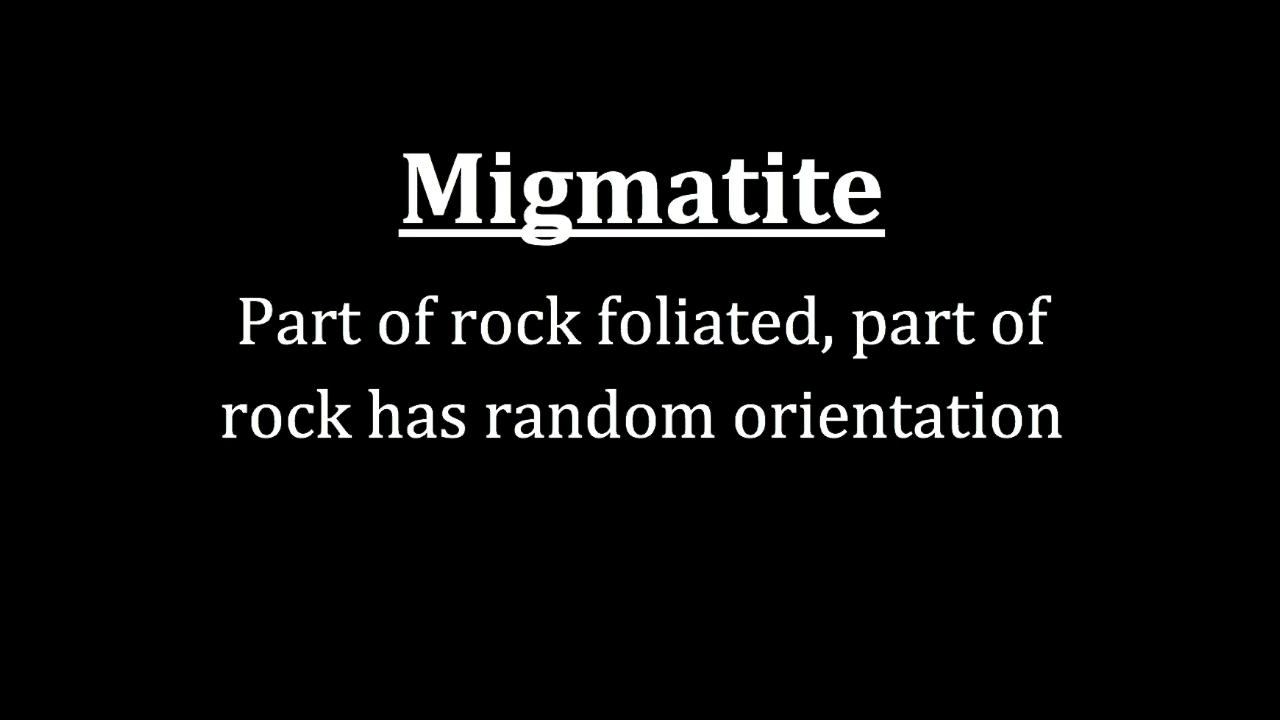 Migmatite
Part of rock foliated, part of
rock has random orientation